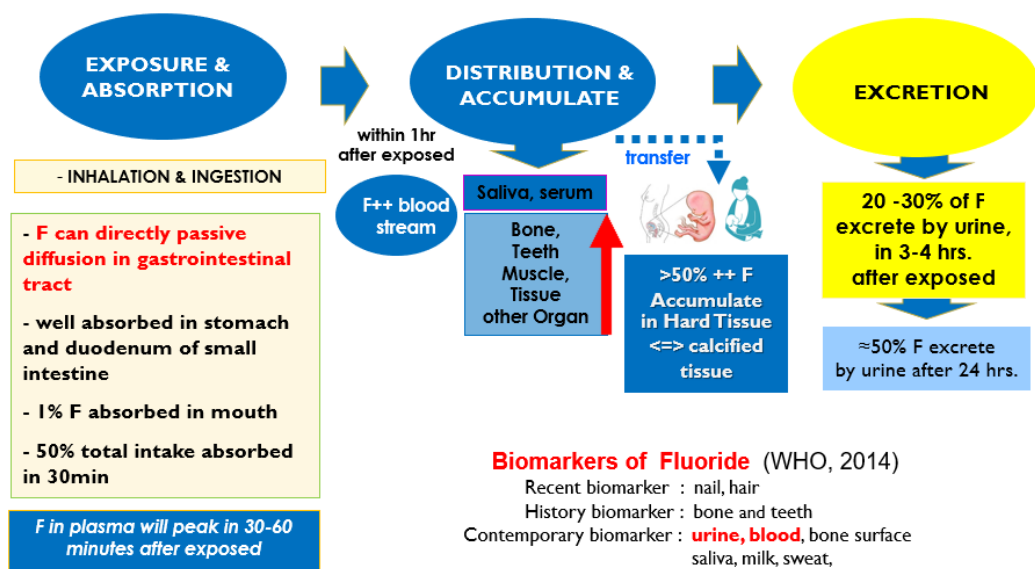 EXPOSURE &
ABSORPTION
- INHALATION & INGESTION
- F can directly passive
diffusion in gastrointestinal
tract
- well absorbed in stomach
and duodenum of small
intestine
- 1% F absorbed in mouth
- 50% total intake absorbed
in 30min
F in plasma will peak in 30-60
minutes after exposed
within 1hr
after exposed
F++ blood
stream
DISTRIBUTION &
ACCUMULATE
transfer
Saliva, serum
Bone,
Teeth
Muscle,
Tissue
other Organ
>50% ++ F
Accumulate
in Hard Tissue
<=> calcified
tissue
EXCRETION
20 -30% of F
excrete by urine,
in 3-4 hrs.
after exposed
≈50% F excrete
by urine after 24 hrs.
Biomarkers of Fluoride (WHO, 2014)
Recent biomarker : nail, hair
History biomarker : bone and teeth
Contemporary biomarker : urine, blood, bone surface
saliva, milk, sweat,